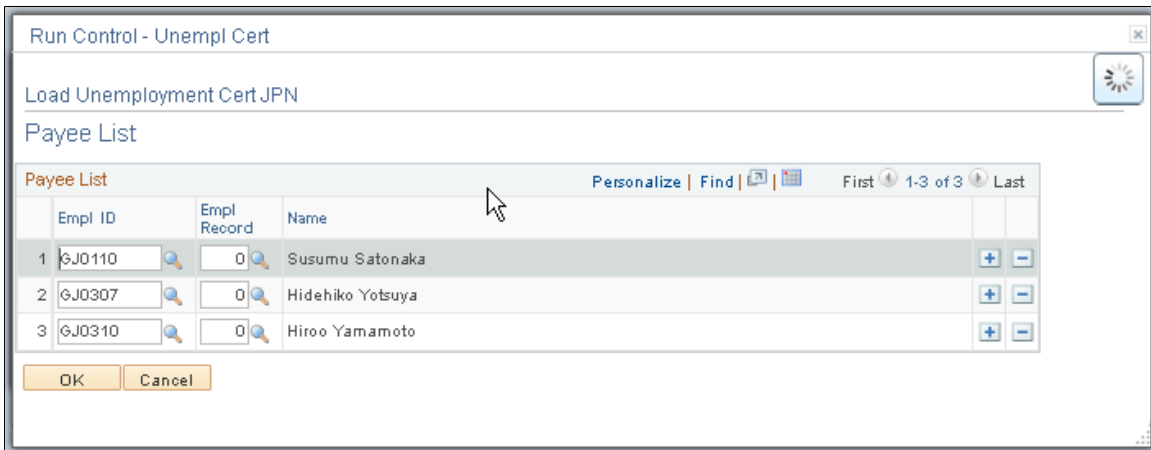 Run Control - Unempl Cert
Load Unemployment Cert JPN
Payee List
Payee List Personalize | Find | | First 1-3 of 3 Last
Empl ID Empl Record Name
1 GJ0110 0 Susumu Satonaka
2 GJ0307 0 Hidehiko Yotsuya
3 GJ0310 0 Hiroo Yamamoto
OK Cancel